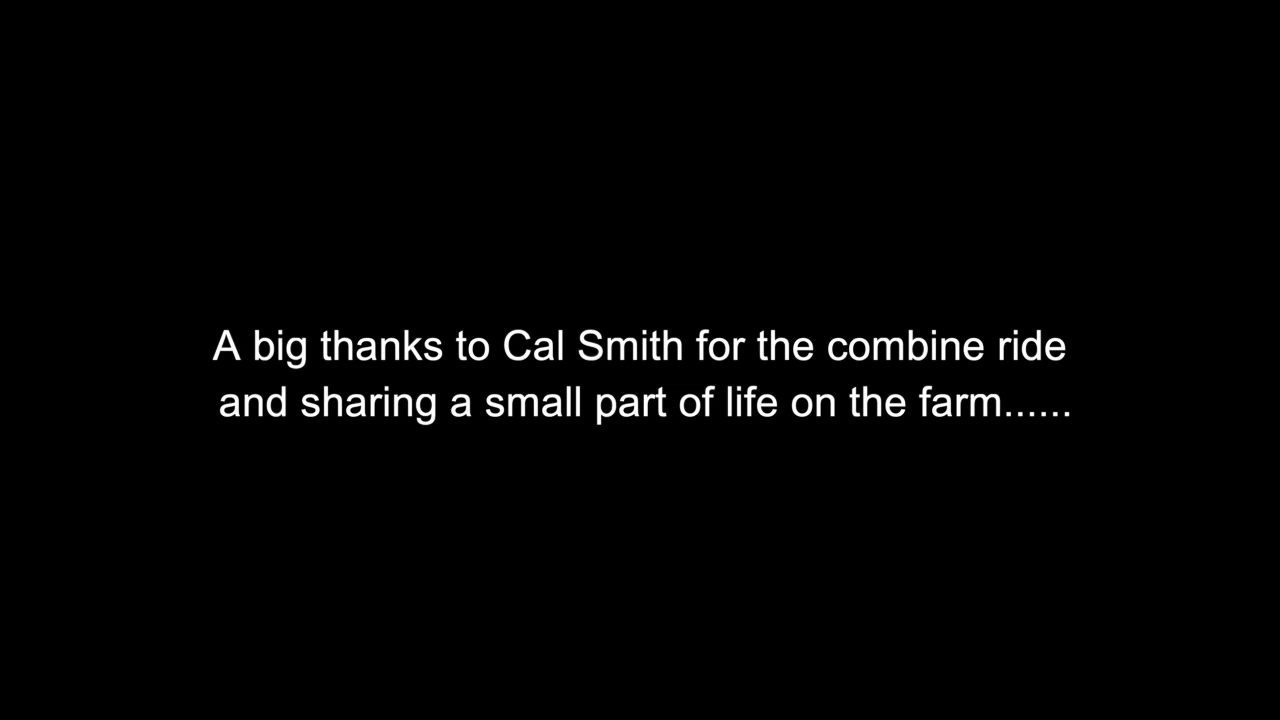 A big thanks to Cal Smith for the combine ride
and sharing a small part of life on the farm......